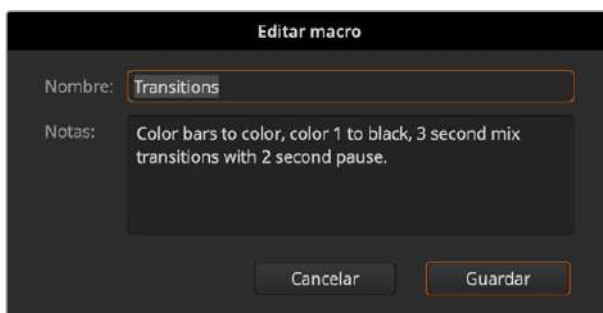 Editar macro
Nombre: Transitions
Notas: Color bars to color, color 1 to black, 3 second mix
transitions with 2 second pause.
Cancelar Guardar